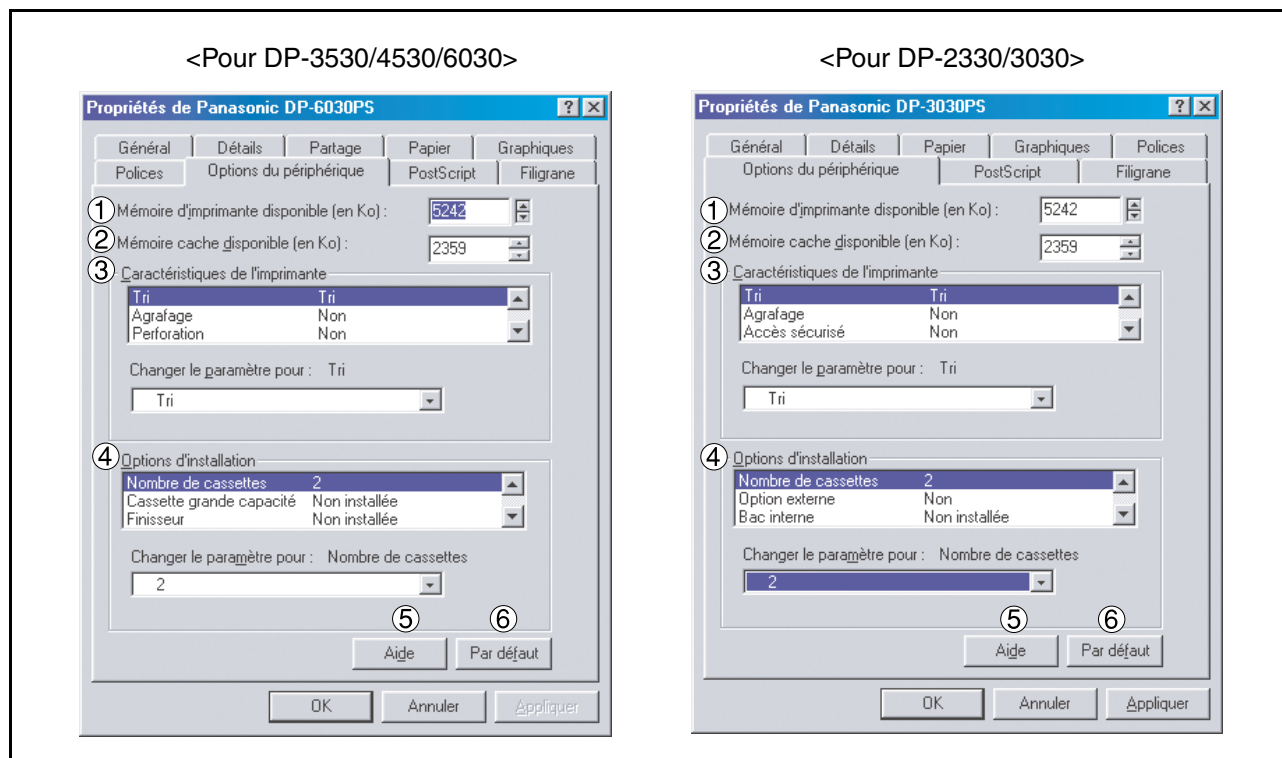 <Pour DP-3530/4530/6030>
Propriétés de Panasonic DP-6030PS
Général Détails Partage Papier Graphiques
Polices Options du périphérique PostScript Filigrane
① Mémoire d'imprimante disponible (en Ko) : 5242
② Mémoire cache disponible (en Ko) : 2359
③ Caractéristiques de l'imprimante
Tri Tri
Agrafage Non
Perforation Non
Changer le paramètre pour : Tri
Tri
④ Options d'installation
Nombre de cassettes 2
Cassette grande capacité Non installée
Finisseur Non installée
Changer le paramètre pour : Nombre de cassettes
2
⑤ ⑥
Aide Par défaut
OK Annuler Appliquer
<Pour DP-2330/3030>
Propriétés de Panasonic DP-3030PS
Général Détails Papier Graphiques Polices
Options du périphérique PostScript Filigrane
① Mémoire d'imprimante disponible (en Ko) : 5242
② Mémoire cache disponible (en Ko) : 2359
③ Caractéristiques de l'imprimante
Tri Tri
Agrafage Non
Accès sécurisé Non
Changer le paramètre pour : Tri
Tri
④ Options d'installation
Nombre de cassettes 2
Option externe Non
Bac interne Non installée
Changer le paramètre pour : Nombre de cassettes
2
⑤ ⑥
Aide Par défaut
OK Annuler Appliquer